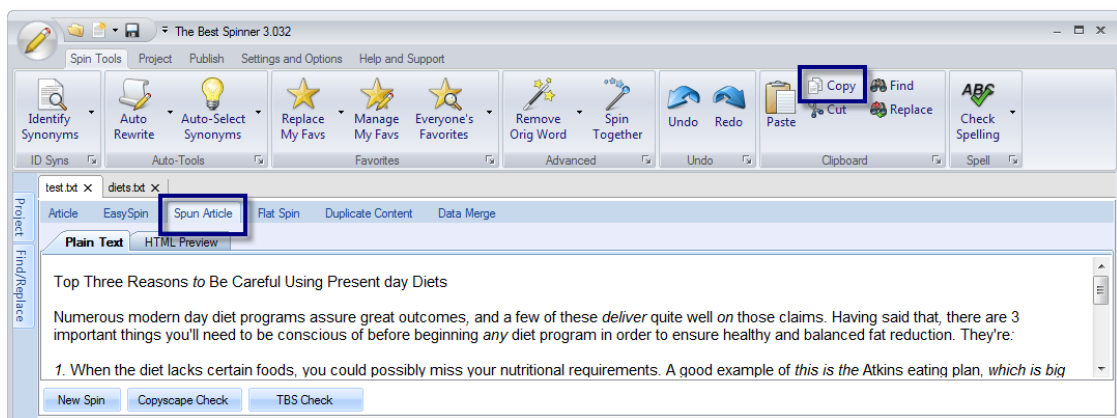 The Best Spinner 3.032
Spin Tools Project Publish Settings and Options Help and Support
Identify Synonyms
Auto Rewrite
Auto-Select Synonyms
Replace My Favs
Manage My Favs
Everyone's Favorites
Remove Orig Word
Spin Together
Undo
Redo
Paste
Copy
Cut
Find
Replace
ABC
Check Spelling
ID Syns Auto-Tools Favorites Advanced Undo Clipboard Spell
test.txt diets.txt
Project
Find/Replace
Article EasySpin Spun Article Flat Spin Duplicate Content Data Merge
Plain Text HTML Preview
Top Three Reasons to Be Careful Using Present day Diets
Numerous modern day diet programs assure great outcomes, and a few of these deliver quite well on those claims. Having said that, there are 3
important things you'll need to be conscious of before beginning any diet program in order to ensure healthy and balanced fat reduction. They're:
1. When the diet lacks certain foods, you could possibly miss your nutritional requirements. A good example of this is the Atkins eating plan, which is big
New Spin Copyscape Check TBS Check